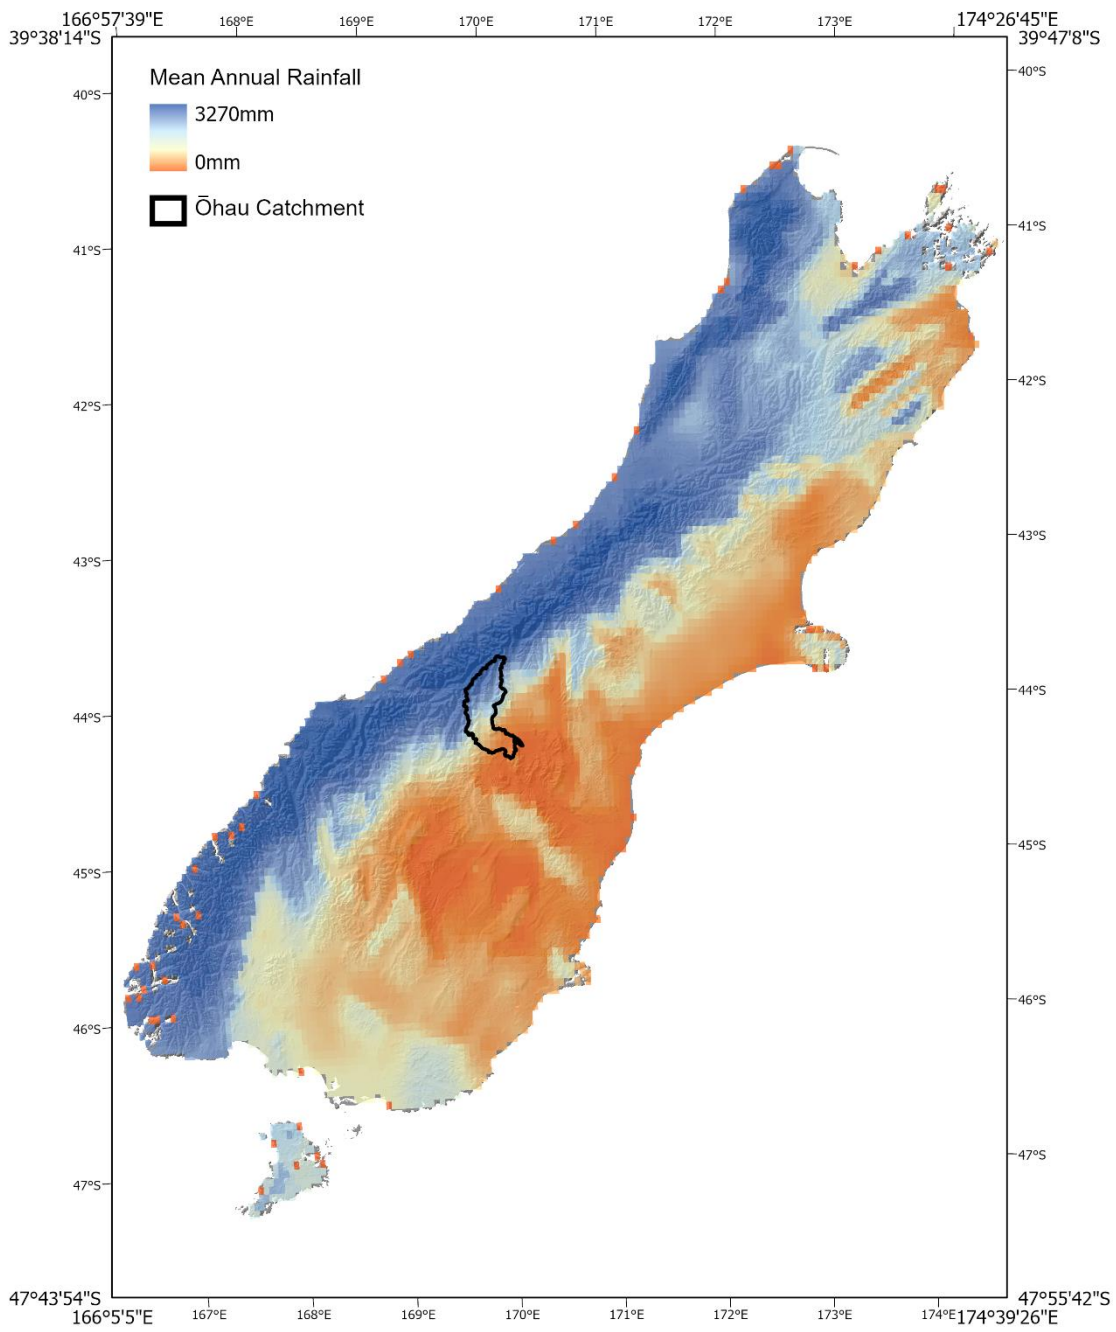 166°57'39"E 168°E 169°E 170°E 171°E 172°E 173°E 174°26'45"E
39°38'14"S 39°47'8"S
Mean Annual Rainfall
3270mm
0mm
Ōhau Catchment
40°S 40°S
41°S 41°S
42°S 42°S
43°S 43°S
44°S 44°S
45°S 45°S
46°S 46°S
47°S 47°S
47°43'54"S 47°55'42"S
166°5'5"E 167°E 168°E 169°E 170°E 171°E 172°E 173°E 174°E 174°39'26"E